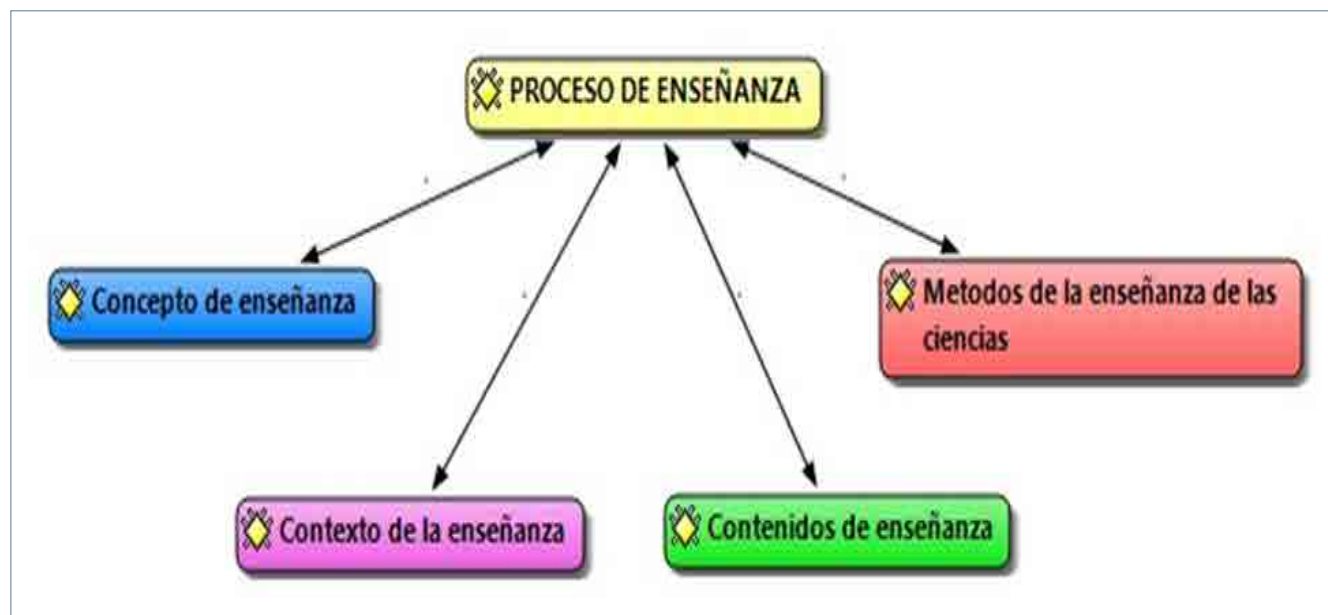 PROCESO DE ENSEÑANZA
Concepto de enseñanza
Metodos de la enseñanza de las
ciencias
Contexto de la enseñanza
Contenidos de enseñanza